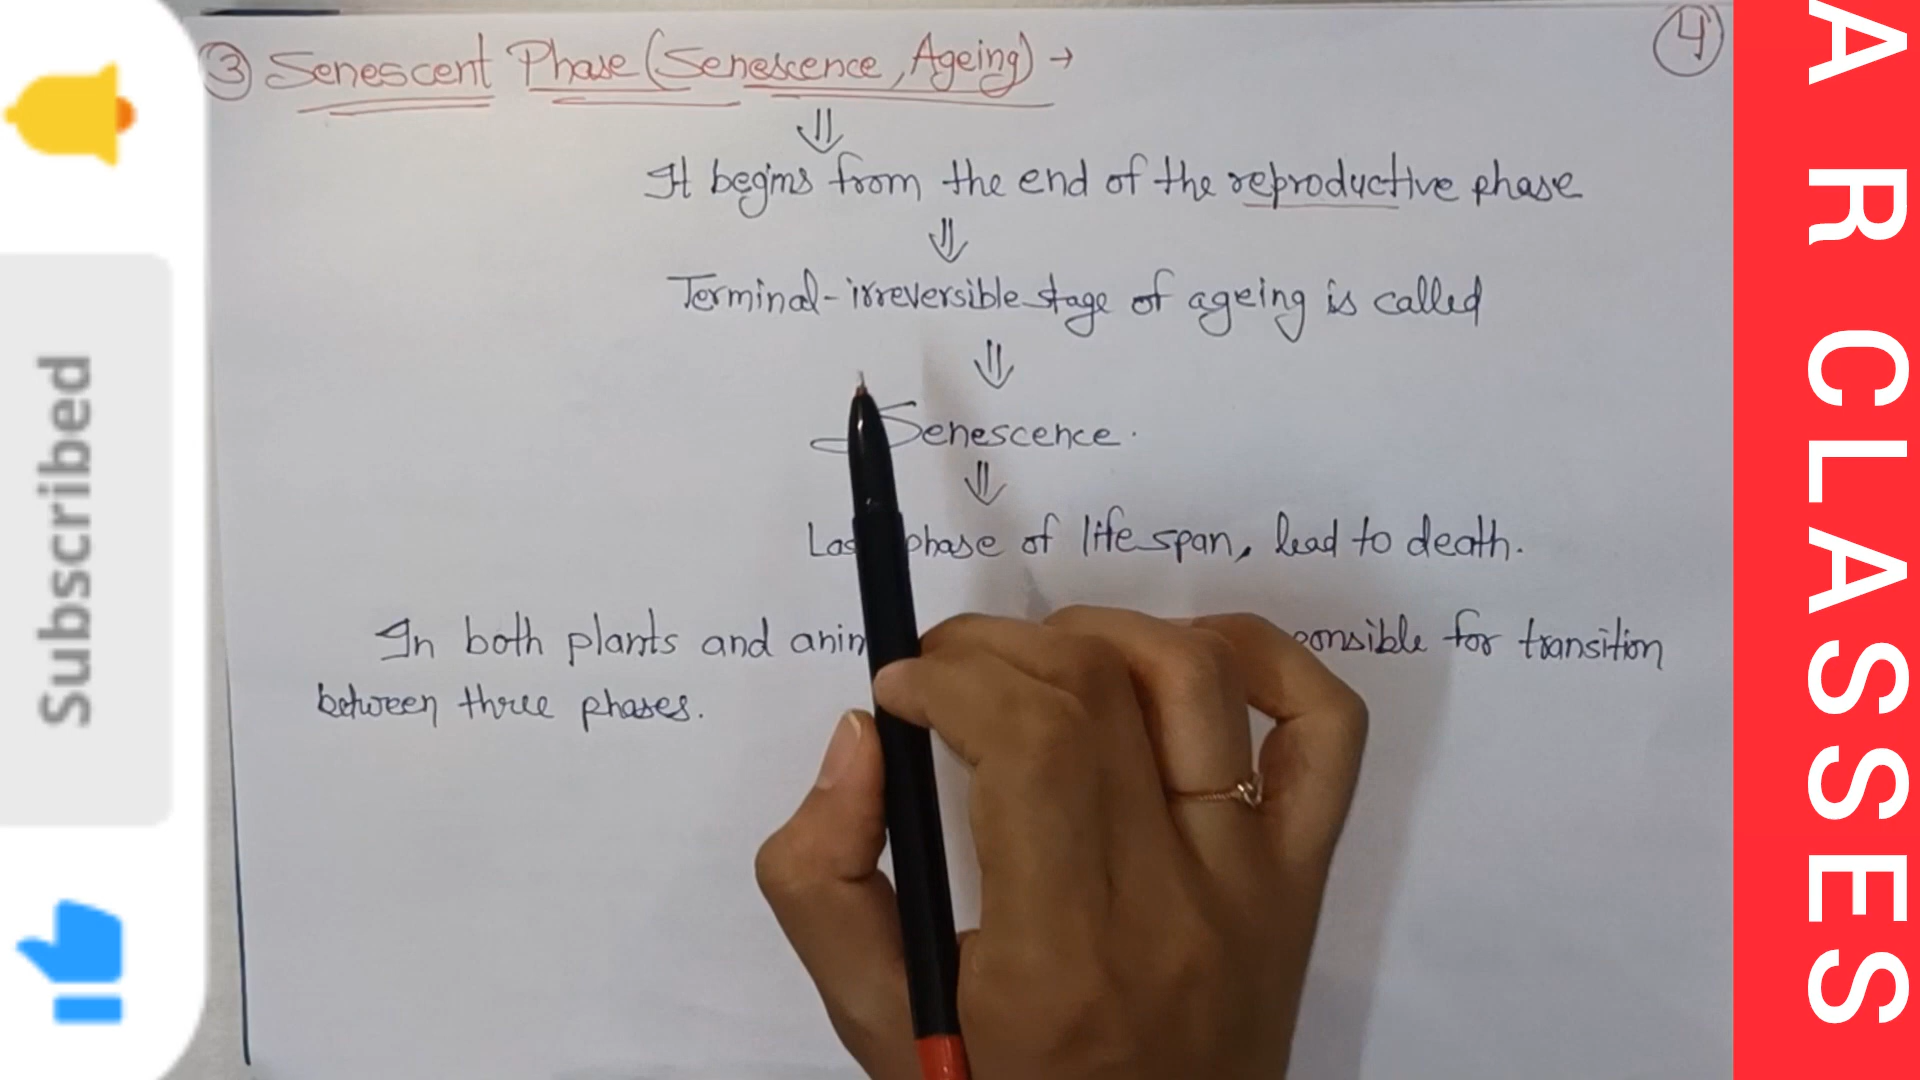 ③ Senescent Phase (Senescence, Ageing) →
④
⇓
It begins from the end of the reproductive phase
⇓
Terminal-irreversible stage of ageing is called
⇓
Senescence.
⇓
phase of life span, lead to death.
In both plants and for transition
between three phases.
Subscribed
A R CLASSES